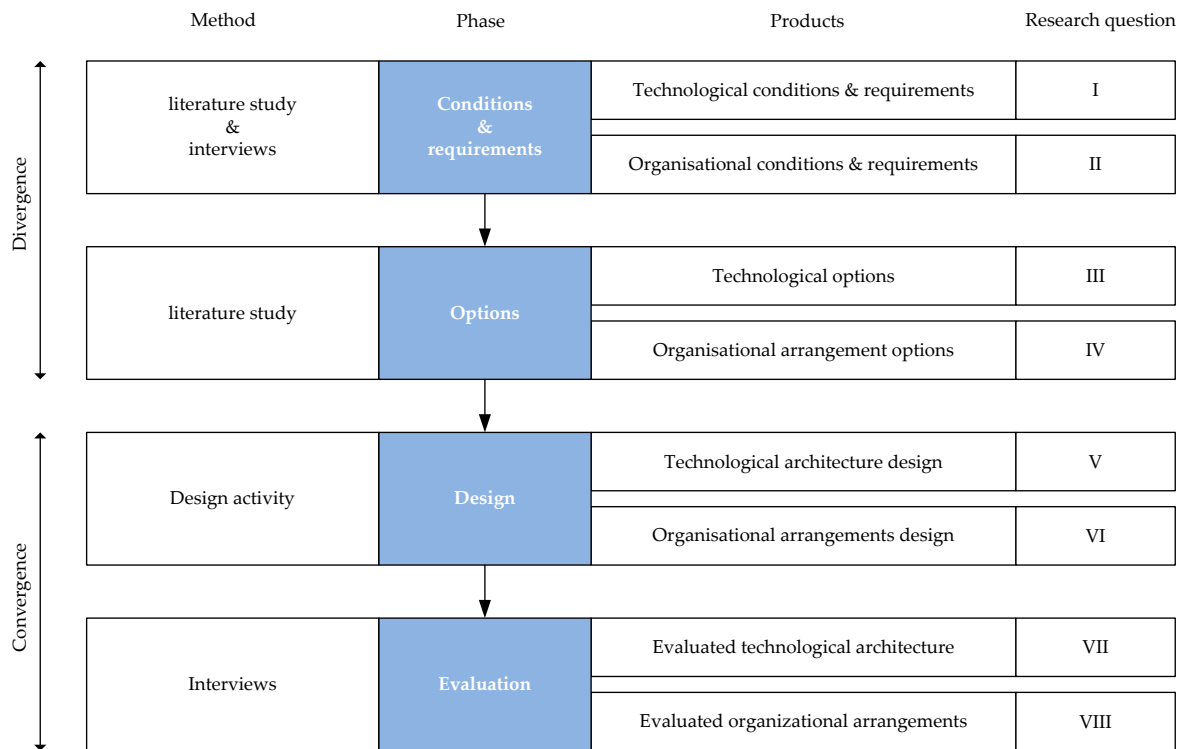 Method
Phase
Products
Research question
Divergence
literature study
&
interviews
Conditions
&
requirements
Technological conditions & requirements
I
Organisational conditions & requirements
II
literature study
Options
Technological options
III
Organisational arrangement options
IV
Convergence
Design activity
Design
Technological architecture design
V
Organisational arrangements design
VI
Interviews
Evaluation
Evaluated technological architecture
VII
Evaluated organizational arrangements
VIII